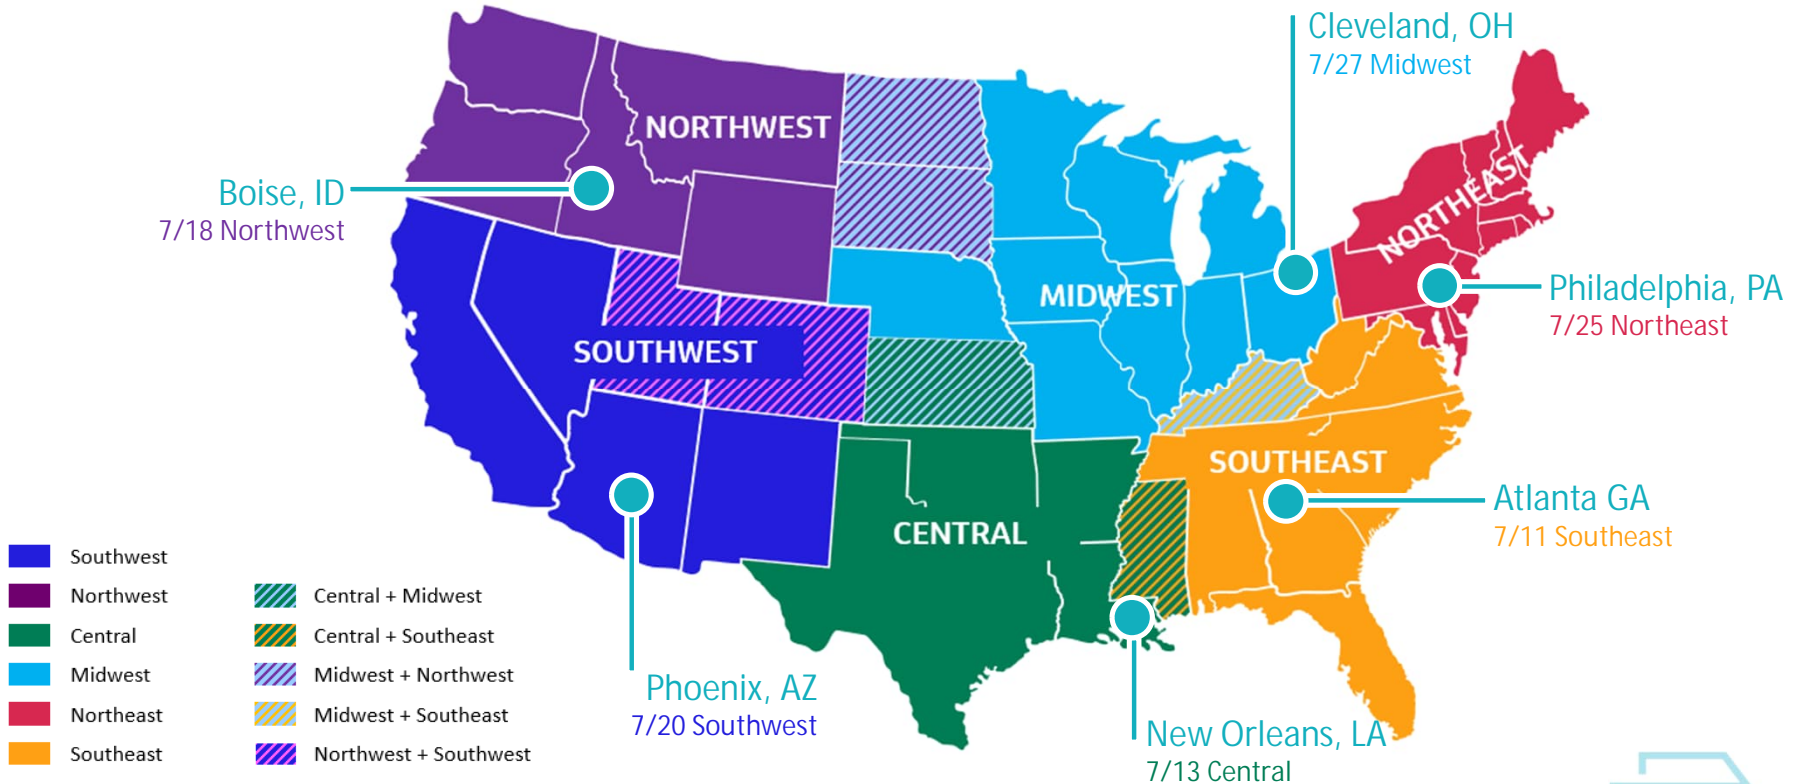 Cleveland, OH
7/27 Midwest
NORTHWEST
NORTHEAST
Boise, ID
7/18 Northwest
MIDWEST
Philadelphia, PA
7/25 Northeast
SOUTHWEST
SOUTHEAST
Atlanta GA
7/11 Southeast
CENTRAL
Phoenix, AZ
7/20 Southwest
New Orleans, LA
7/13 Central
Southwest
Northwest
Central
Midwest
Northeast
Southeast
Central + Midwest
Central + Southeast
Midwest + Northwest
Midwest + Southeast
Northwest + Southwest